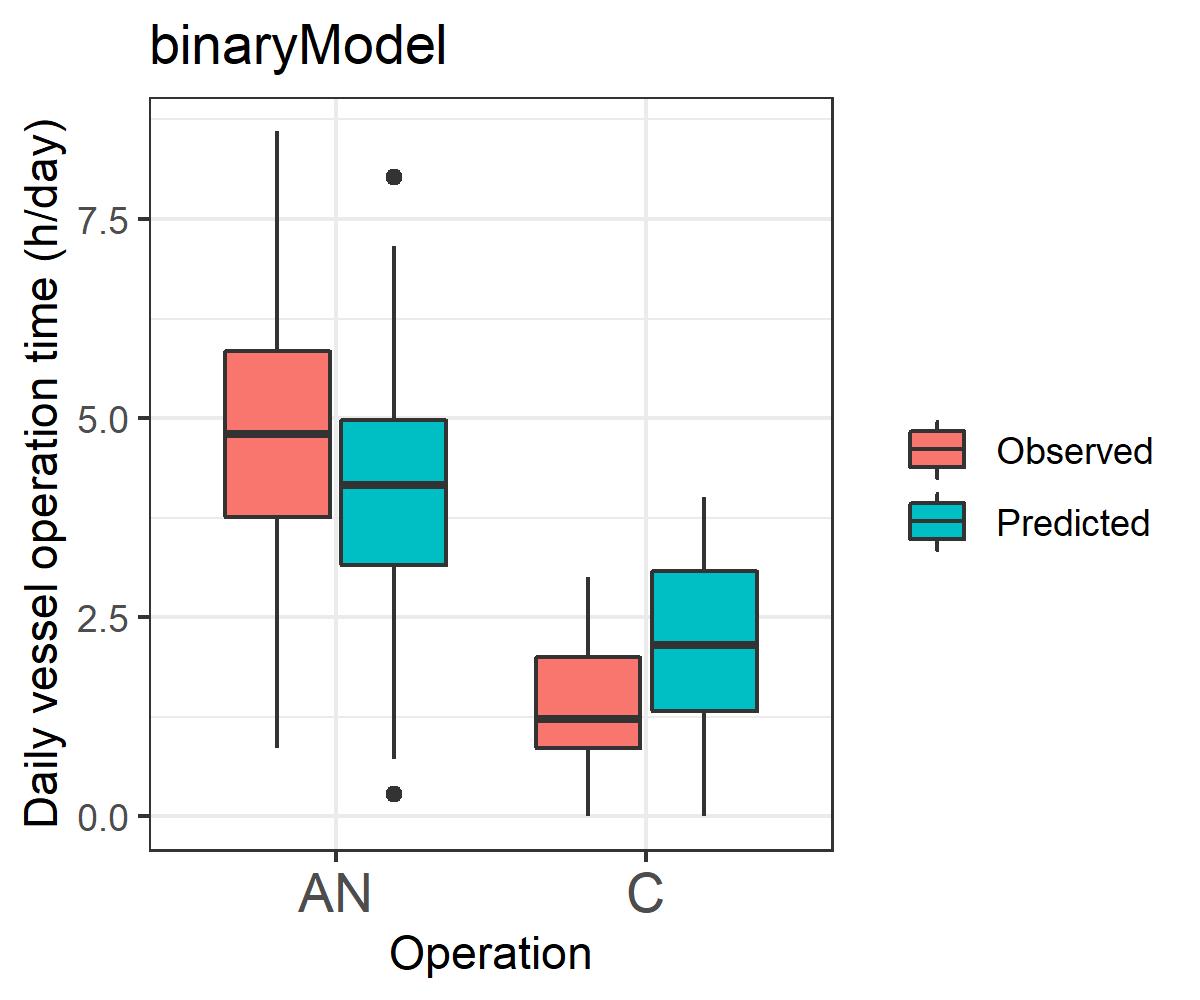 binaryModel
Daily vessel operation time (h/day)
7.5
5.0
2.5
0.0
AN
C
Operation
Observed
Predicted